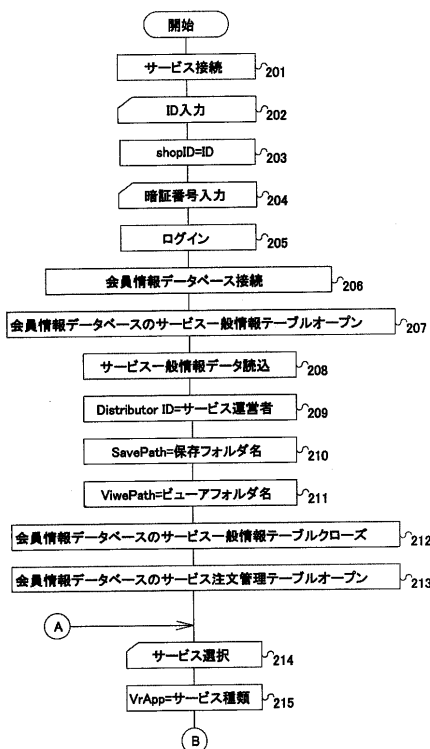 開始
サービス接続 201
ID入力 202
shopID=ID 203
暗証番号入力 204
ログイン 205
会員情報データベース接続 206
会員情報データベースのサービス一般情報テーブルオープン 207
サービス一般情報データ読込 208
Distributor ID=サービス運営者 209
SavePath=保存フォルダ名 210
ViwePath=ビューアフォルダ名 211
会員情報データベースのサービス一般情報テーブルクローズ 212
会員情報データベースのサービス注文管理テーブルオープン 213
A
サービス選択 214
VrApp=サービス種類 215
B